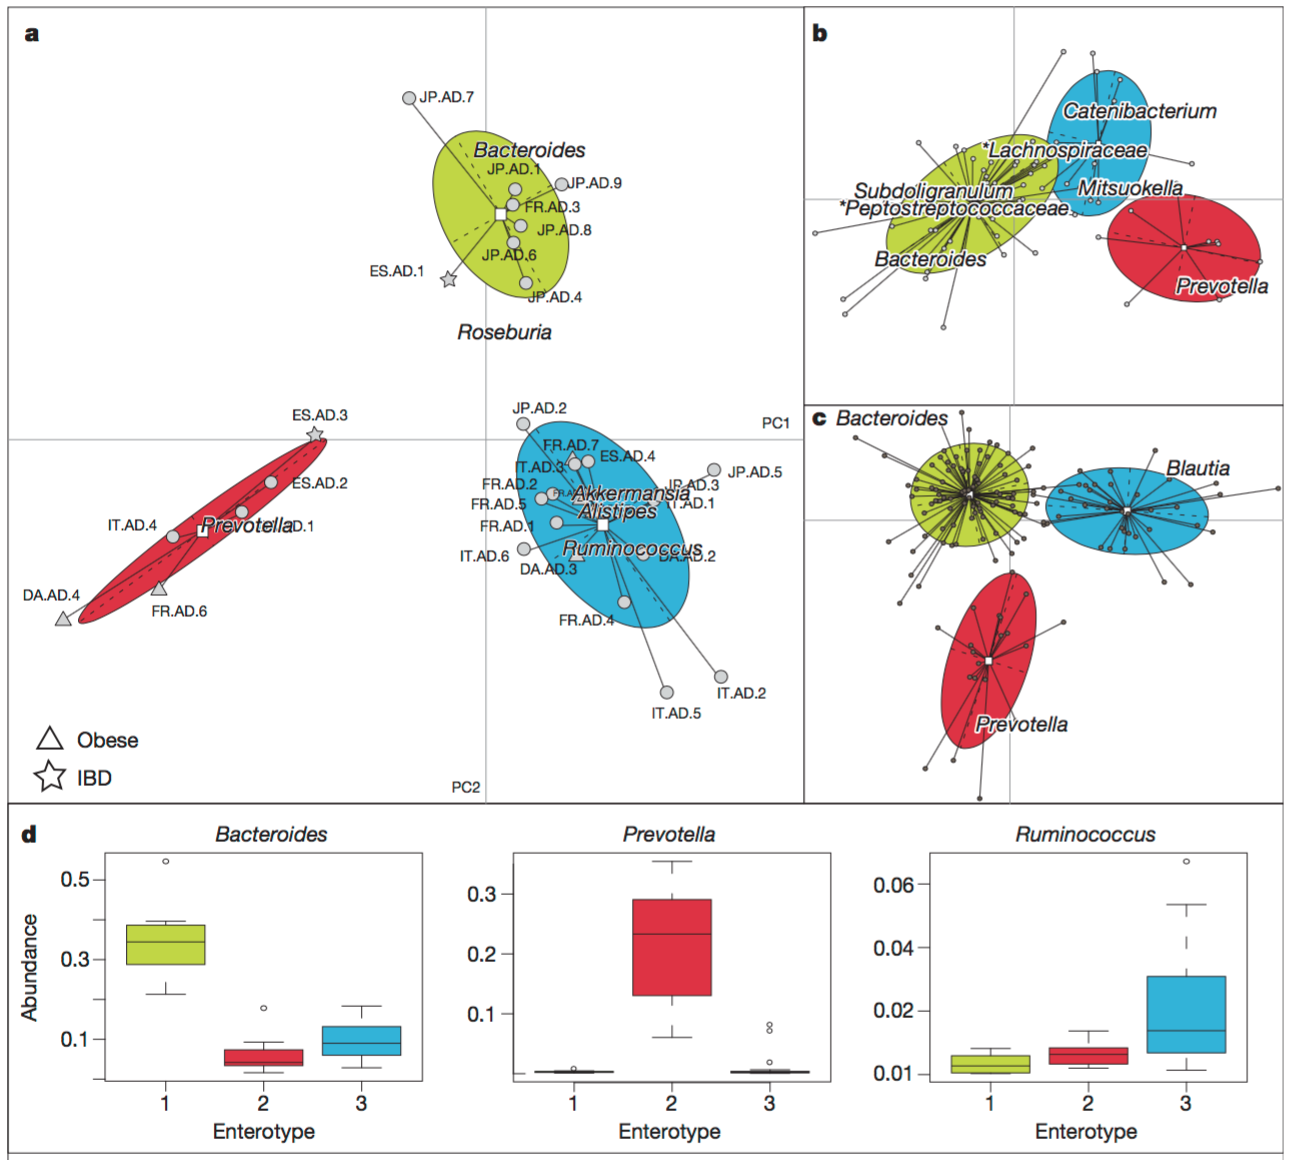 a
JP.AD.7
Bacteroides
JP.AD.1
JP.AD.9
FR.AD.3
JP.AD.8
JP.AD.6
ES.AD.1
JP.AD.4
Roseburia
PC1
ES.AD.3
ES.AD.2
IT.AD.4
Prevotella
AD.1
DA.AD.4
FR.AD.6
JP.AD.2
FR.AD.7
ES.AD.4
IT.AD.3
JP.AD.5
FR.AD.2
Akkermansia
JP.AD.3
FR.AD.5
IT.AD.1
Alistipes
FR.AD.1
IT.AD.6
Ruminococcus
DA.AD.2
DA.AD.3
FR.AD.4
IT.AD.2
IT.AD.5
Obese
IBD
PC2
b
Catenibacterium
*Lachnospiraceae
Subdoligranulum
Mitsuokella
*Peptostreptococcaceae
Bacteroides
Prevotella
c
Bacteroides
Blautia
Prevotella
d
Bacteroides
Abundance
0.5
0.3
0.1
1 2 3
Enterotype
Prevotella
0.3
0.2
0.1
1 2 3
Enterotype
Ruminococcus
0.06
0.04
0.02
0.01
1 2 3
Enterotype